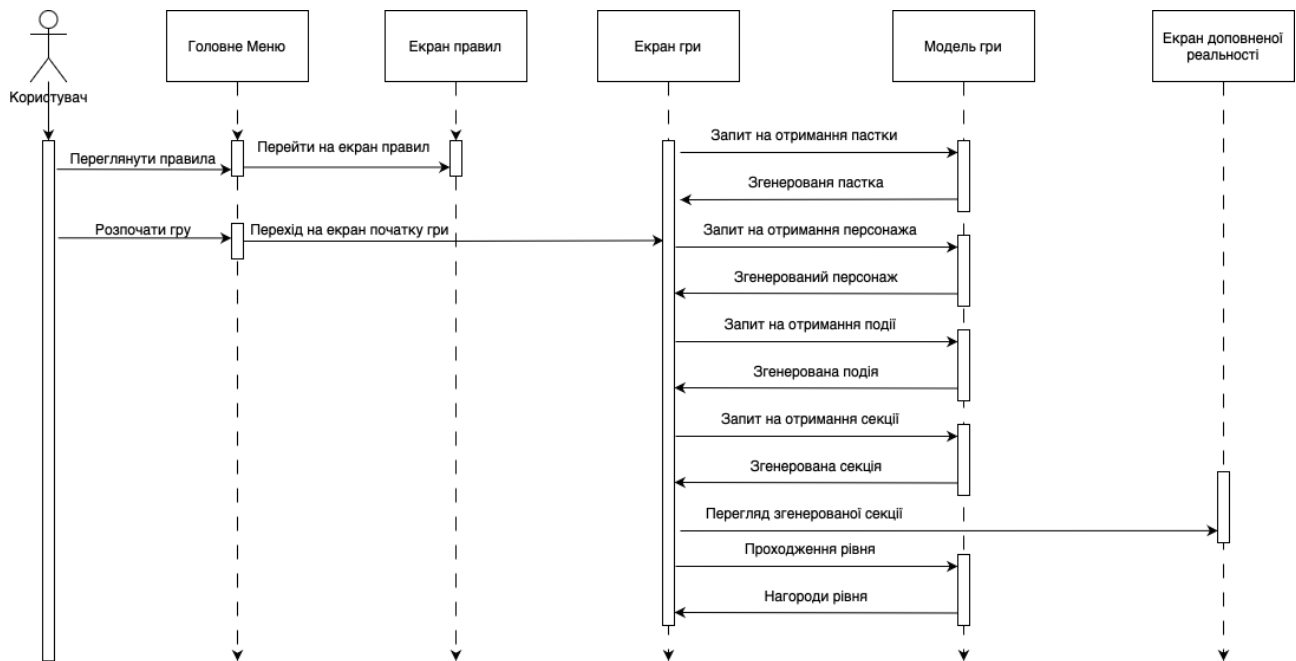 Користувач
Головне Меню
Екран правил
Екран гри
Модель гри
Екран доповненої
реальності
Переглянути правила
Перейти на екран правил
Запит на отримання пастки
Згенерованя пастка
Розпочати гру
Перехід на екран початку гри
Запит на отримання персонажа
Згенерований персонаж
Запит на отримання події
Згенерована подія
Запит на отримання секції
Згенерована секція
Перегляд згенерованої секції
Проходження рівня
Нагороди рівня